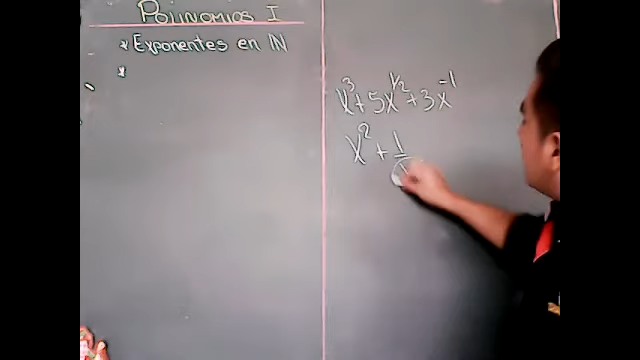 POLINOMIOS I
* Exponentes en ℕ
*
x³ + 5x^1/2 + 3x^-1
x² + 1/